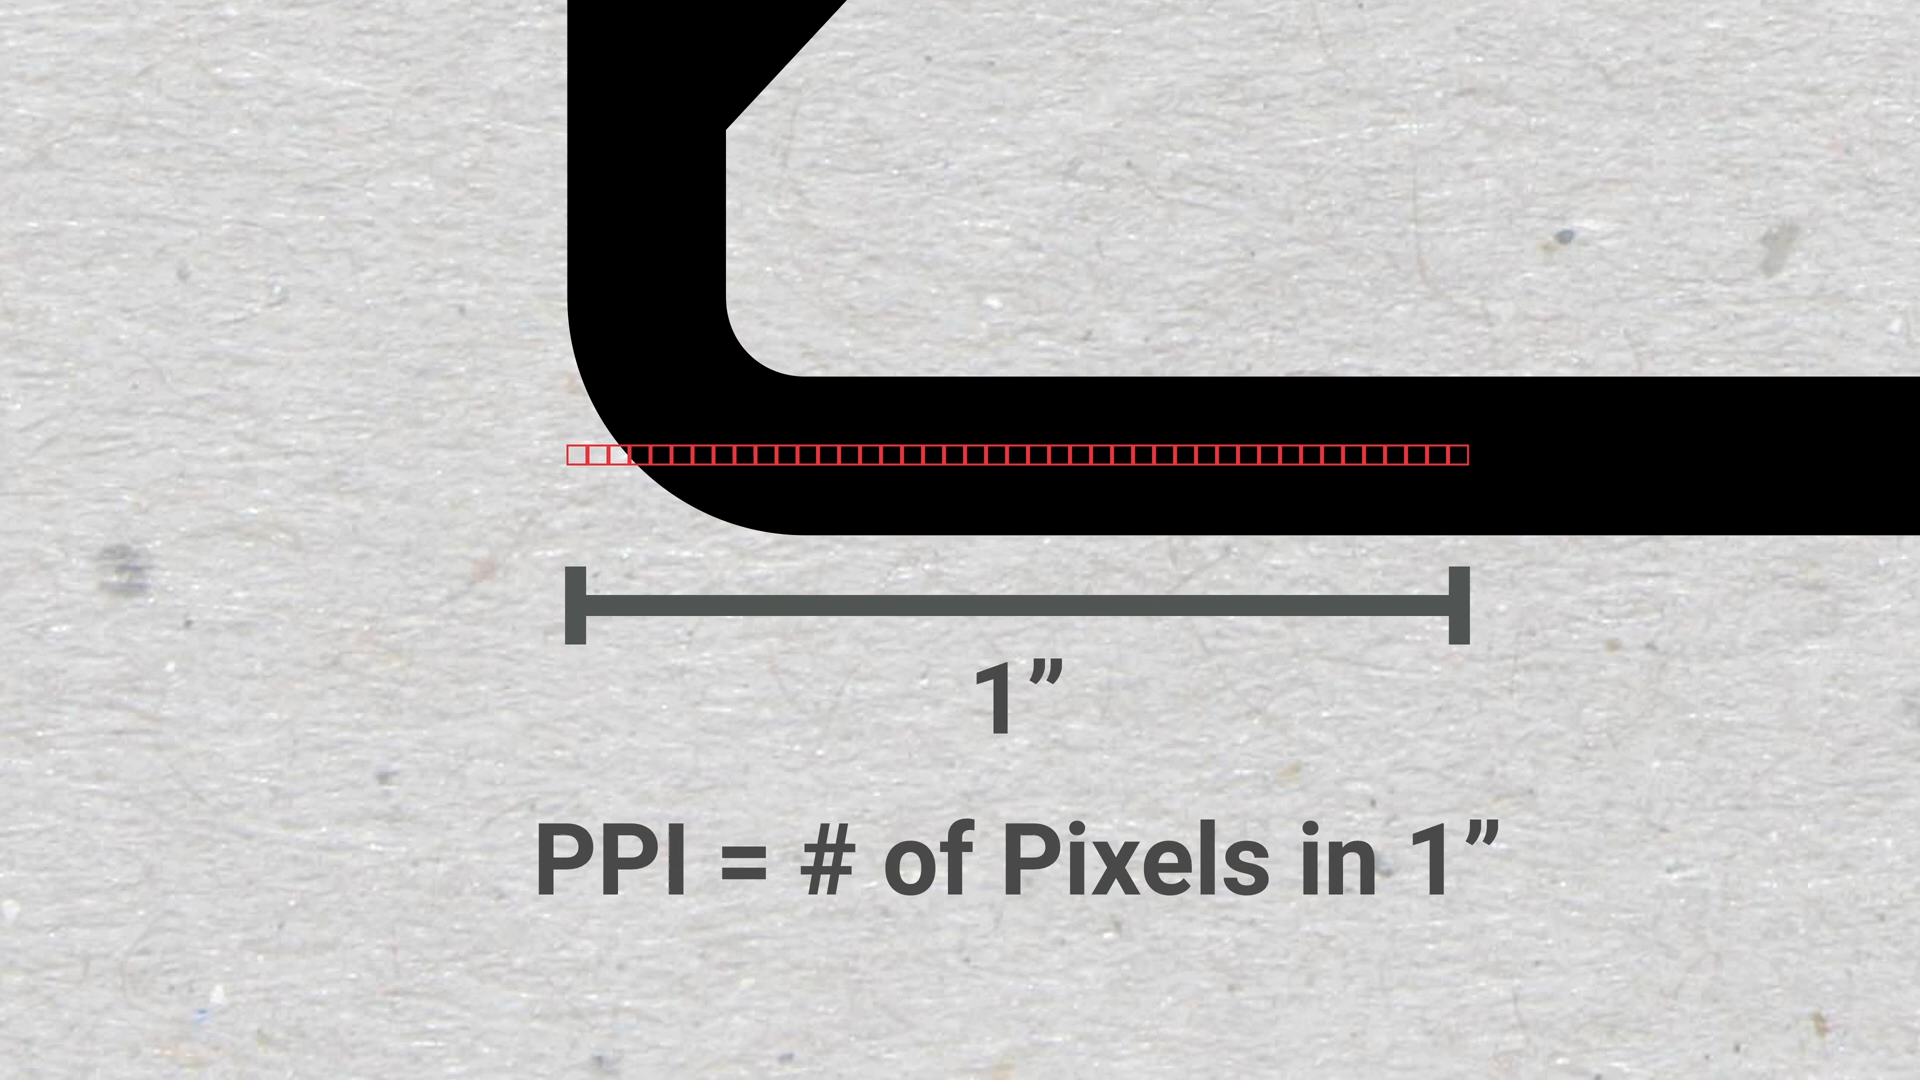 1”
PPI = # of Pixels in 1”